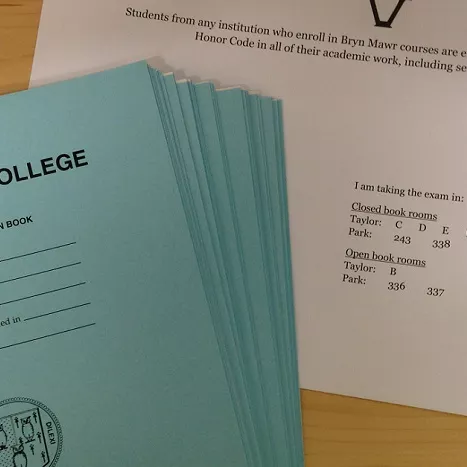 OLLEGE
N BOOK
ed in
DILEXI
V
Students from any institution who enroll in Bryn Mawr courses are e
Honor Code in all of their academic work, including se
I am taking the exam in:
Closed book rooms
Taylor: C D E
Park: 243 338
Open book rooms
Taylor: B
Park: 336 337